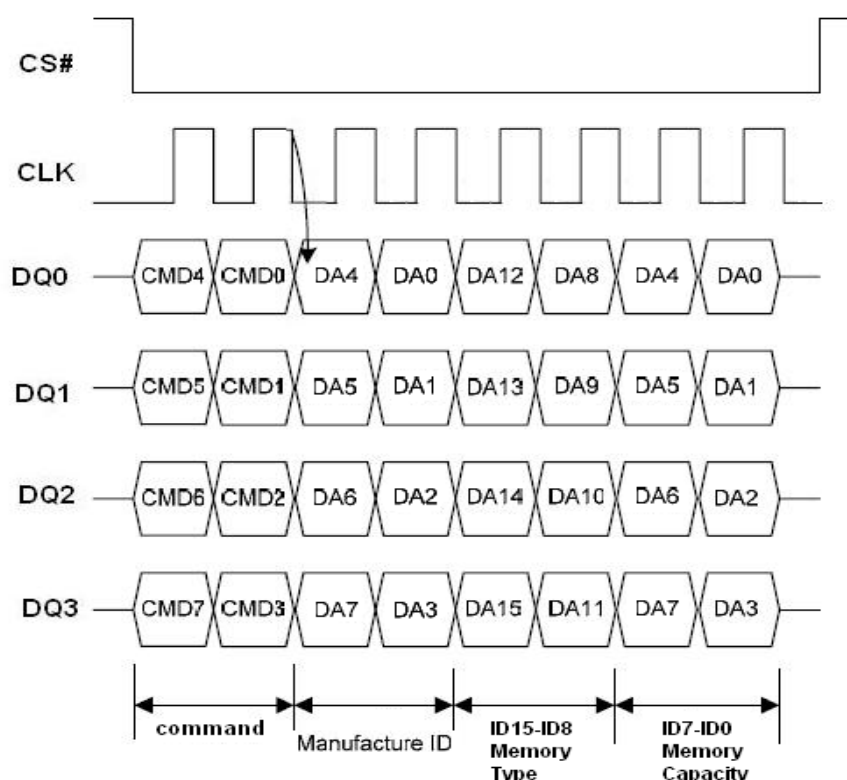 CS#
CLK
DQ0 CMD4 CMD0 DA4 DA0 DA12 DA8 DA4 DA0
DQ1 CMD5 CMD1 DA5 DA1 DA13 DA9 DA5 DA1
DQ2 CMD6 CMD2 DA6 DA2 DA14 DA10 DA6 DA2
DQ3 CMD7 CMD3 DA7 DA3 DA15 DA11 DA7 DA3
command
Manufacture ID
ID15-ID8
Memory
Type
ID7-ID0
Memory
Capacity